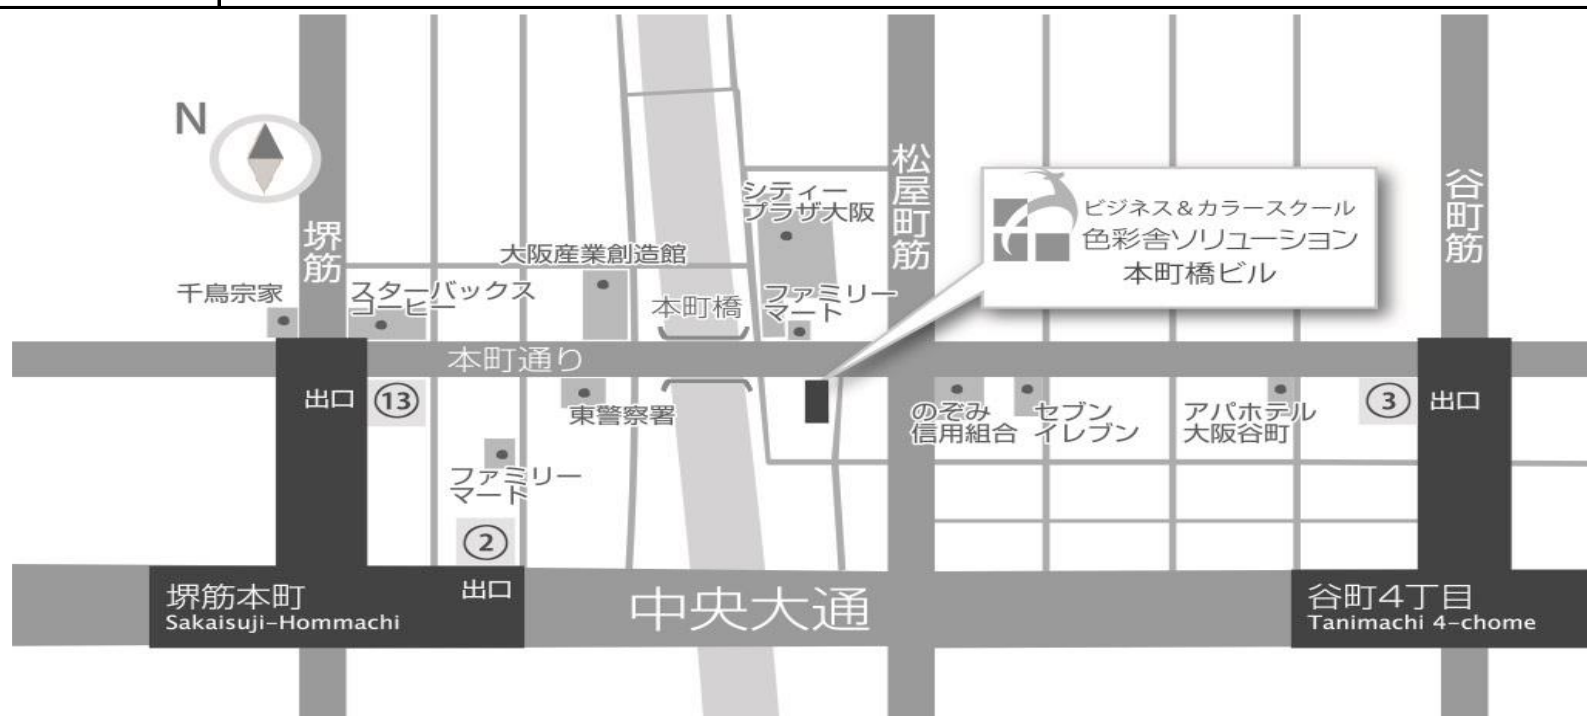 N
堺筋
松屋町筋
谷町筋
シティー
プラザ大阪
ビジネス＆カラースクール
色彩舎ソリューション
本町橋ビル
大阪産業創造館
千鳥宗家
スターバックス
コーヒー
本町橋
ファミリー
マート
本町通り
出口
13
東警察署
のぞみ
信用組合
セブン
イレブン
アパホテル
大阪谷町
3
出口
ファミリー
マート
2
出口
堺筋本町
Sakaisuji-Hommachi
中央大通
谷町4丁目
Tanimachi 4-chome